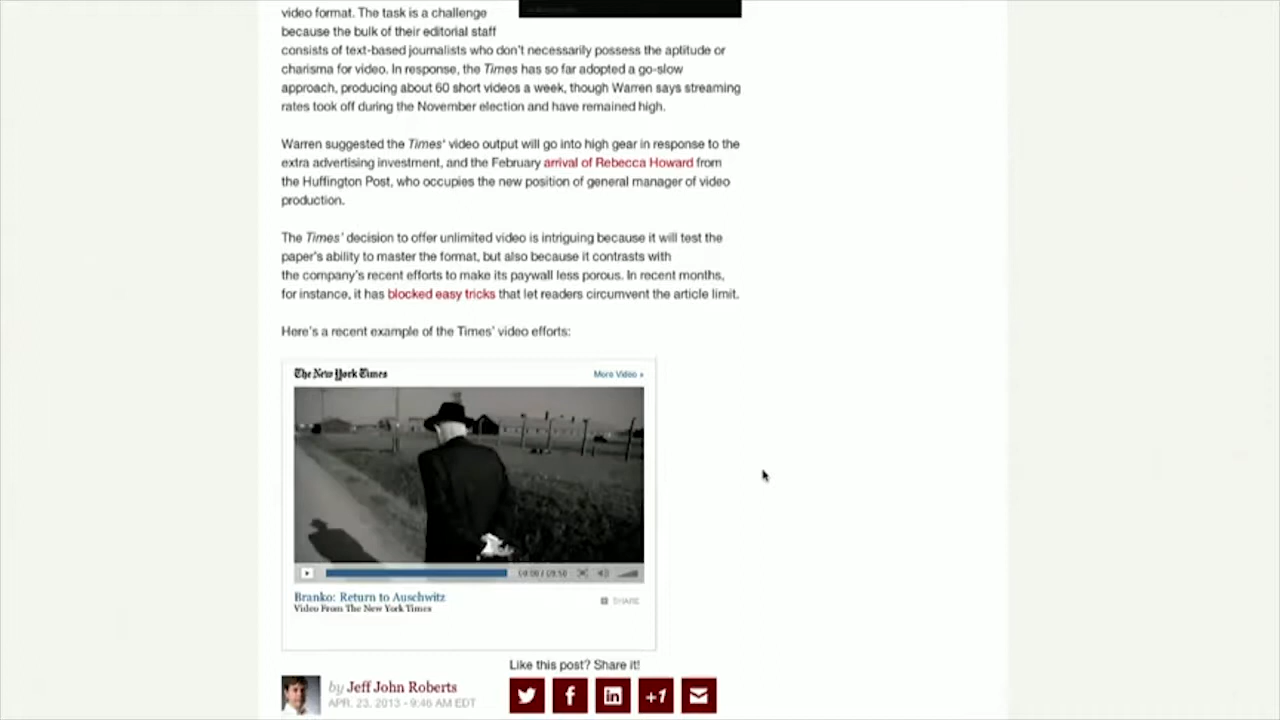 video format. The task is a challenge
because the bulk of their editorial staff
consists of text-based journalists who don't necessarily possess the aptitude or
charisma for video. In response, the Times has so far adopted a go-slow
approach, producing about 60 short videos a week, though Warren says streaming
rates took off during the November election and have remained high.
Warren suggested the Times' video output will go into high gear in response to the
extra advertising investment, and the February arrival of Rebecca Howard from
the Huffington Post, who occupies the new position of general manager of video
production.
The Times' decision to offer unlimited video is intriguing because it will test the
paper's ability to master the format, but also because it contrasts with
the company's recent efforts to make its paywall less porous. In recent months,
for instance, it has blocked easy tricks that let readers circumvent the article limit.
Here's a recent example of the Times' video efforts:
The New York Times
More Video »
Branko: Return to Auschwitz
Video From The New York Times
SHARE
Like this post? Share it!
by Jeff John Roberts
APR. 23, 2013 - 9:46 AM EDT
+1